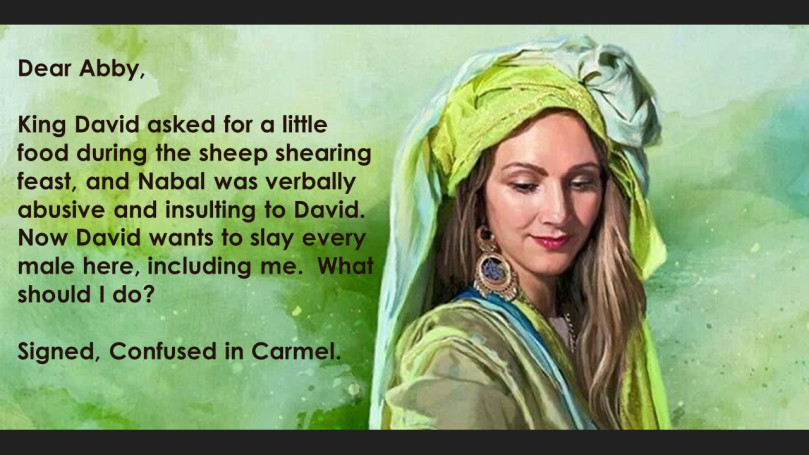 Dear Abby,
King David asked for a little
food during the sheep shearing
feast, and Nabal was verbally
abusive and insulting to David.
Now David wants to slay every
male here, including me.  What
should I do?
Signed, Confused in Carmel.